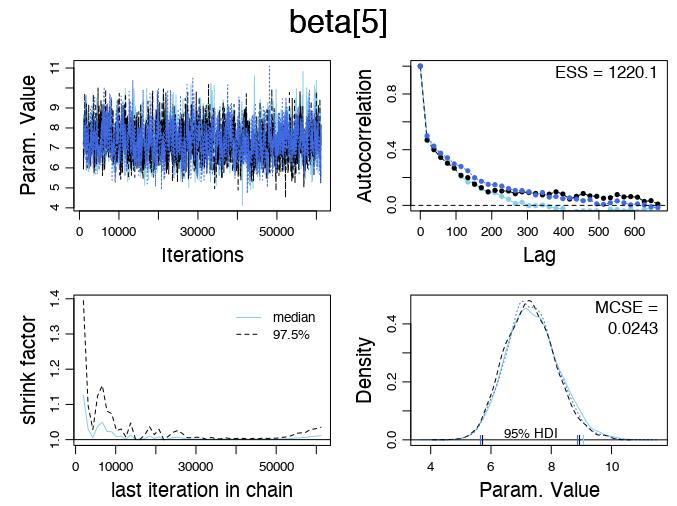 beta[5]
Param. Value
4 5 6 7 8 9 11
0 10000 30000 50000
Iterations
Autocorrelation
0.0 0.4 0.8
ESS = 1220.1
0 100 200 300 400 500 600
Lag
shrink factor
1.0 1.1 1.2 1.3 1.4
median
97.5%
0 10000 30000 50000
last iteration in chain
Density
0.0 0.2 0.4
MCSE =
0.0243
95% HDI
4 6 8 10
Param. Value